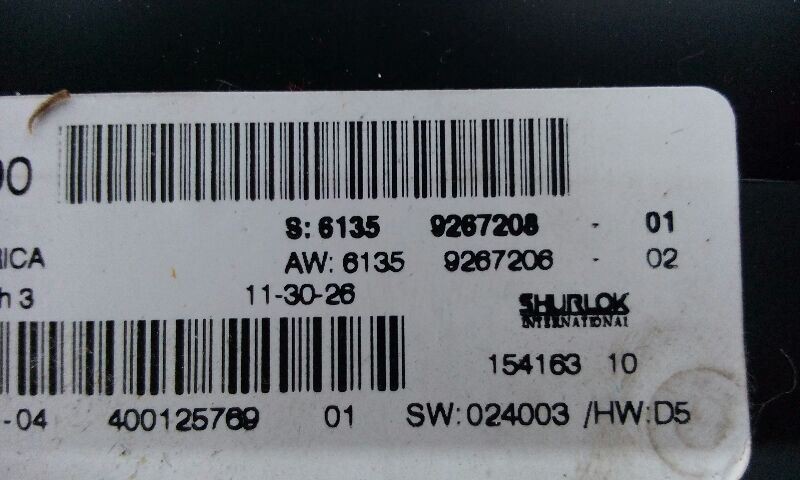 00
S: 6135 9267208 - 01
RICA AW: 6135 9267206 - 02
h 3 11-30-26
SHURLOK
INTERNATIONAL
154163 10
-04 400125769 01 SW:024003 /HW:D5